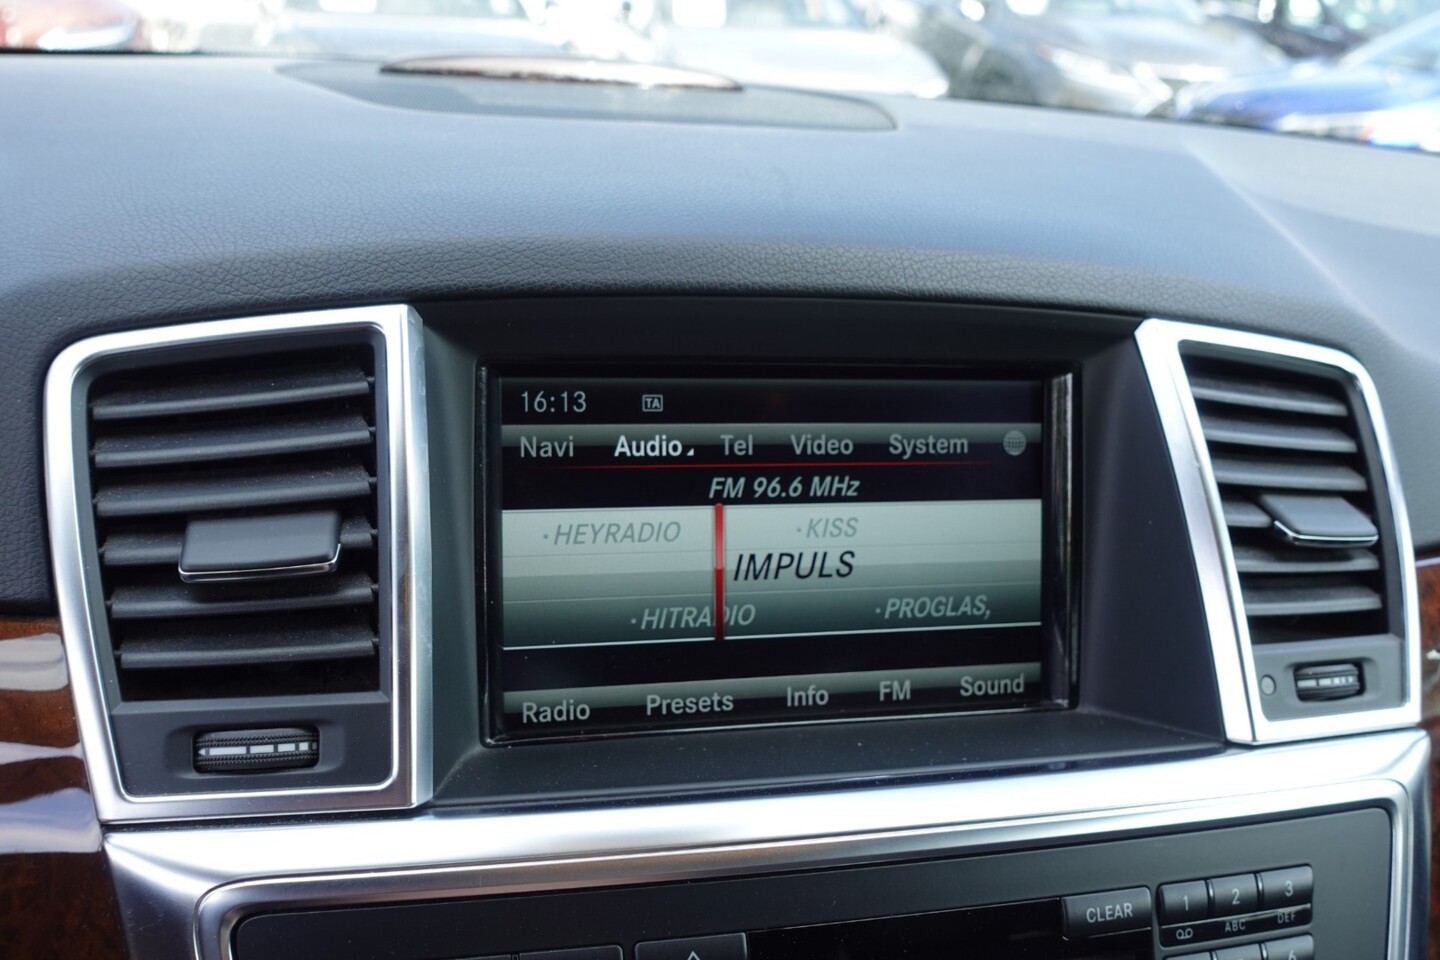 16:13 TA
Navi Audio Tel Video System
FM 96.6 MHz
·HEYRADIO ·KISS
IMPULS
·HITRADIO ·PROGLAS,
Radio Presets Info FM Sound
CLEAR 1 2 3
ABC DEF